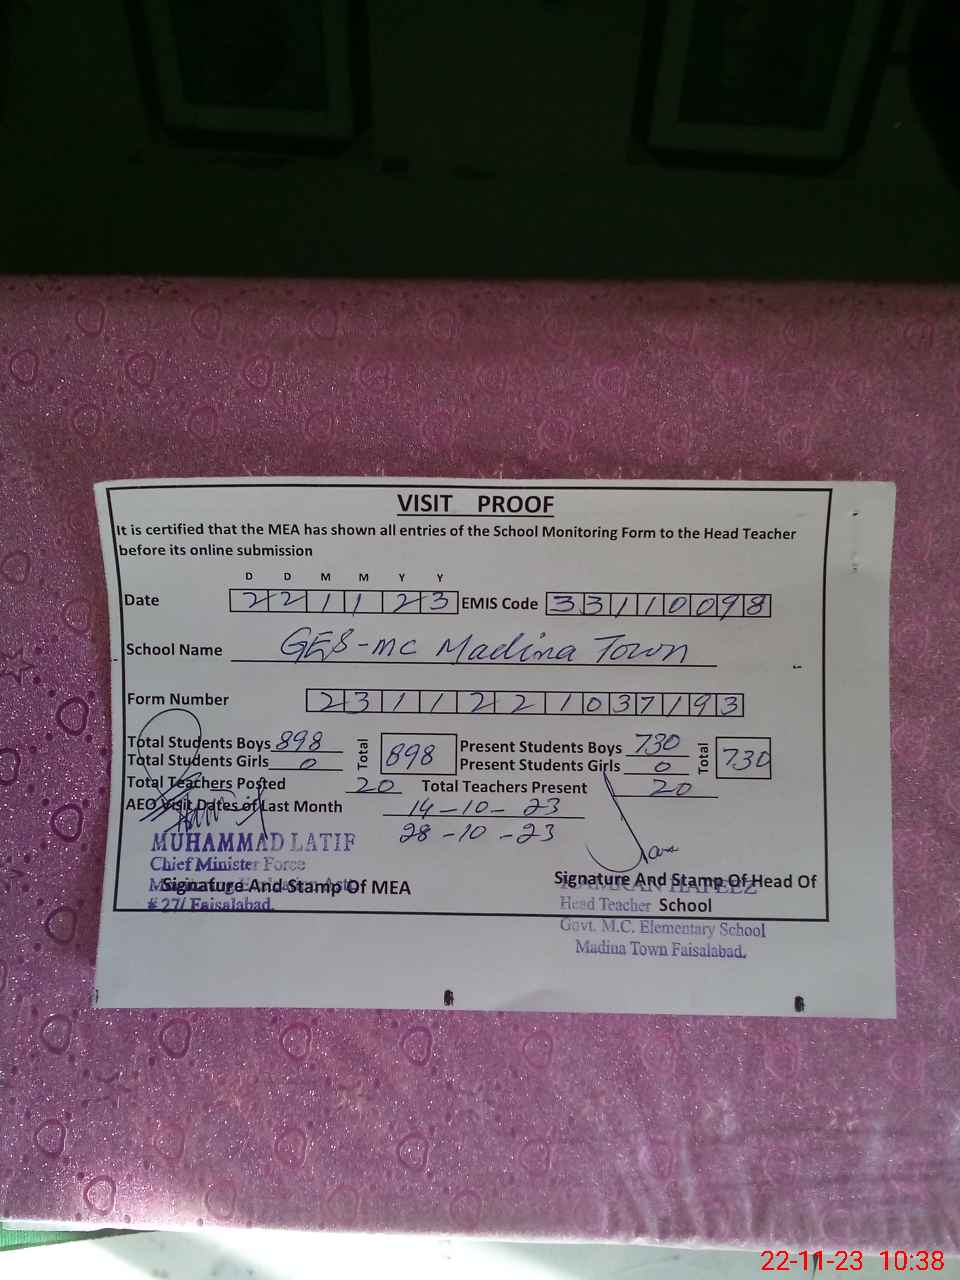 VISIT PROOF
It is certified that the MEA has shown all entries of the School Monitoring Form to the Head Teacher
before its online submission
D D M M Y Y
Date 221123 EMIS Code 33110098
School Name GES-MC Madina Town
Form Number 2311221037193
Total Students Boys 898 Total 898 Present Students Boys 730 Total 730
Total Students Girls 0 Present Students Girls 0
Total Teachers Posted 20 Total Teachers Present 20
AEO Visit Dates of Last Month 14-10-23
28-10-23
MUHAMMAD LATIF
Chief Minister Force
Signature And Stamp Of MEA
# 27/ Faisalabad.
Signature And Stamp Of Head Of
School
Head Teacher
Govt. M.C. Elementary School
Madina Town Faisalabad.
22-11-23 10:38